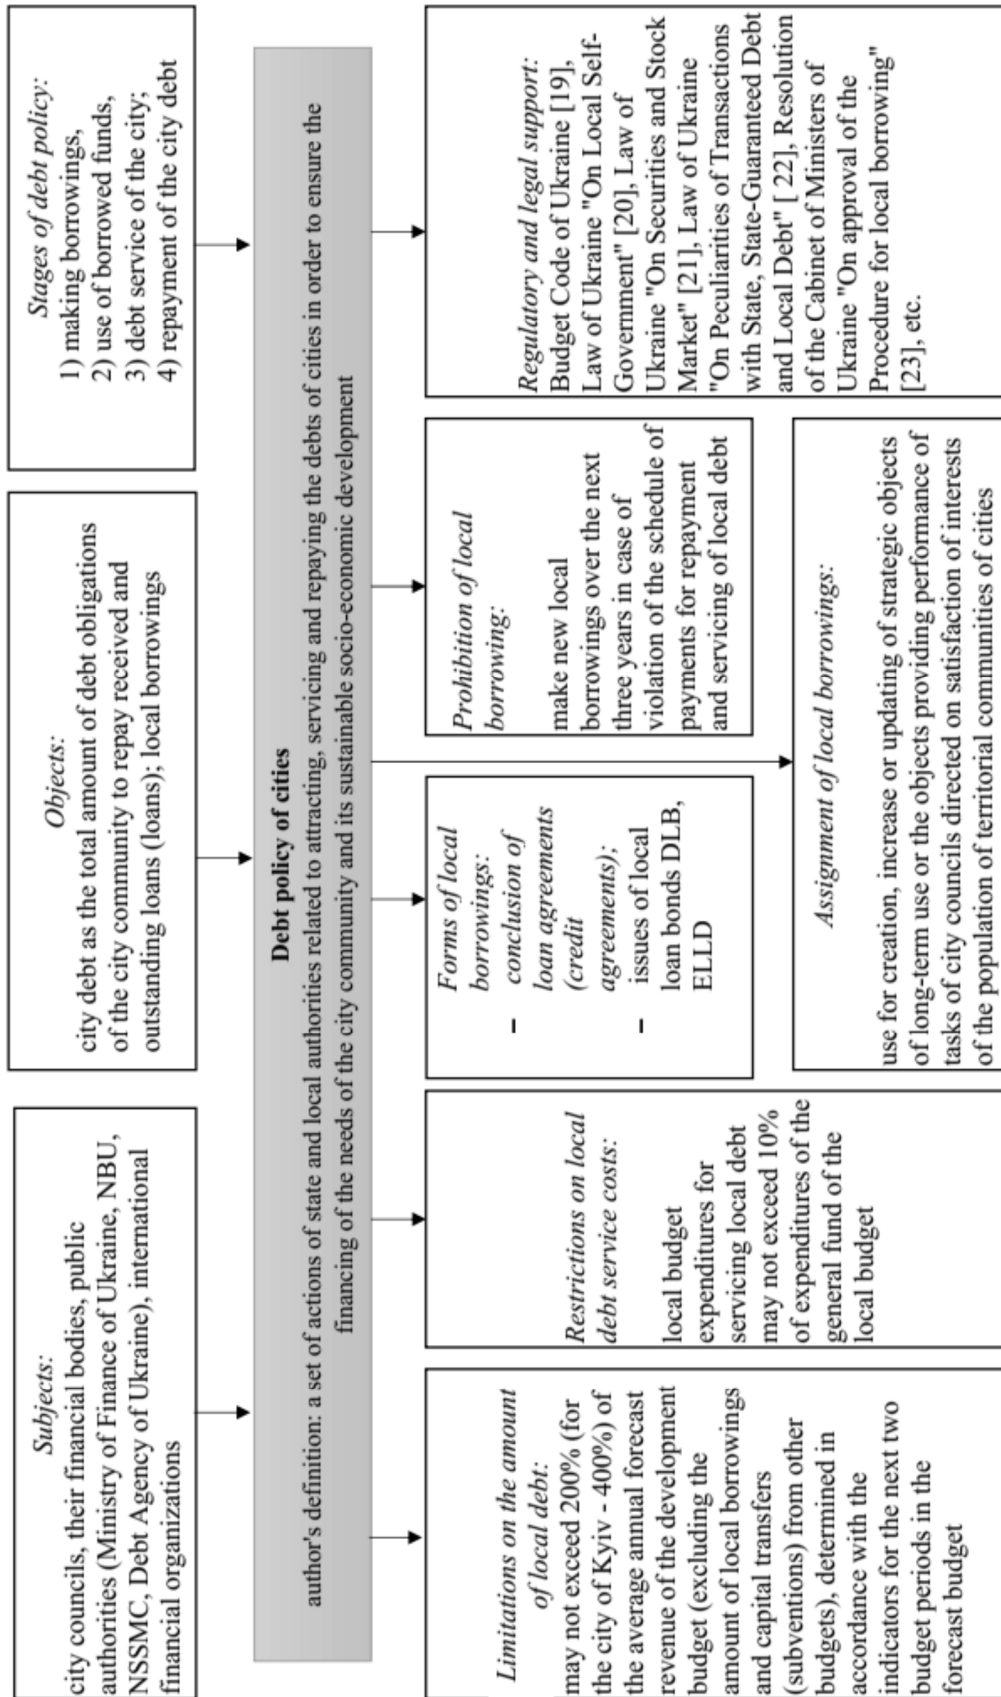 Subjects:
city councils, their financial bodies, public
authorities (Ministry of Finance of Ukraine, NBU,
NSSMC, Debt Agency of Ukraine), international
financial organizations
Objects:
city debt as the total amount of debt obligations
of the city community to repay received and
outstanding loans (loans); local borrowings
Stages of debt policy:
1) making borrowings,
2) use of borrowed funds,
3) debt service of the city;
4) repayment of the city debt
Debt policy of cities
author's definition: a set of actions of state and local authorities related to attracting, servicing and repaying the debts of cities in order to ensure the
financing of the needs of the city community and its sustainable socio-economic development
Limitations on the amount
of local debt:
may not exceed 200% (for
the city of Kyiv - 400%) of
the average annual forecast
revenue of the development
budget (excluding the
amount of local borrowings
and capital transfers
(subventions) from other
budgets), determined in
accordance with the
indicators for the next two
budget periods in the
forecast budget
Restrictions on local
debt service costs:
local budget
expenditures for
servicing local debt
may not exceed 10%
of expenditures of the
general fund of the
local budget
Forms of local
borrowings:
– conclusion of
loan agreements
(credit
agreements);
– issues of local
loan bonds DLB,
ELLD
Prohibition of local
borrowing:
make new local
borrowings over the next
three years in case of
violation of the schedule of
payments for repayment
and servicing of local debt
Regulatory and legal support:
Budget Code of Ukraine [19],
Law of Ukraine "On Local Self-
Government" [20], Law of
Ukraine "On Securities and Stock
Market" [21], Law of Ukraine
"On Peculiarities of Transactions
with State, State-Guaranteed Debt
and Local Debt" [ 22], Resolution
of the Cabinet of Ministers of
Ukraine "On approval of the
Procedure for local borrowing"
[23], etc.
Assignment of local borrowings:
use for creation, increase or updating of strategic objects
of long-term use or the objects providing performance of
tasks of city councils directed on satisfaction of interests
of the population of territorial communities of cities